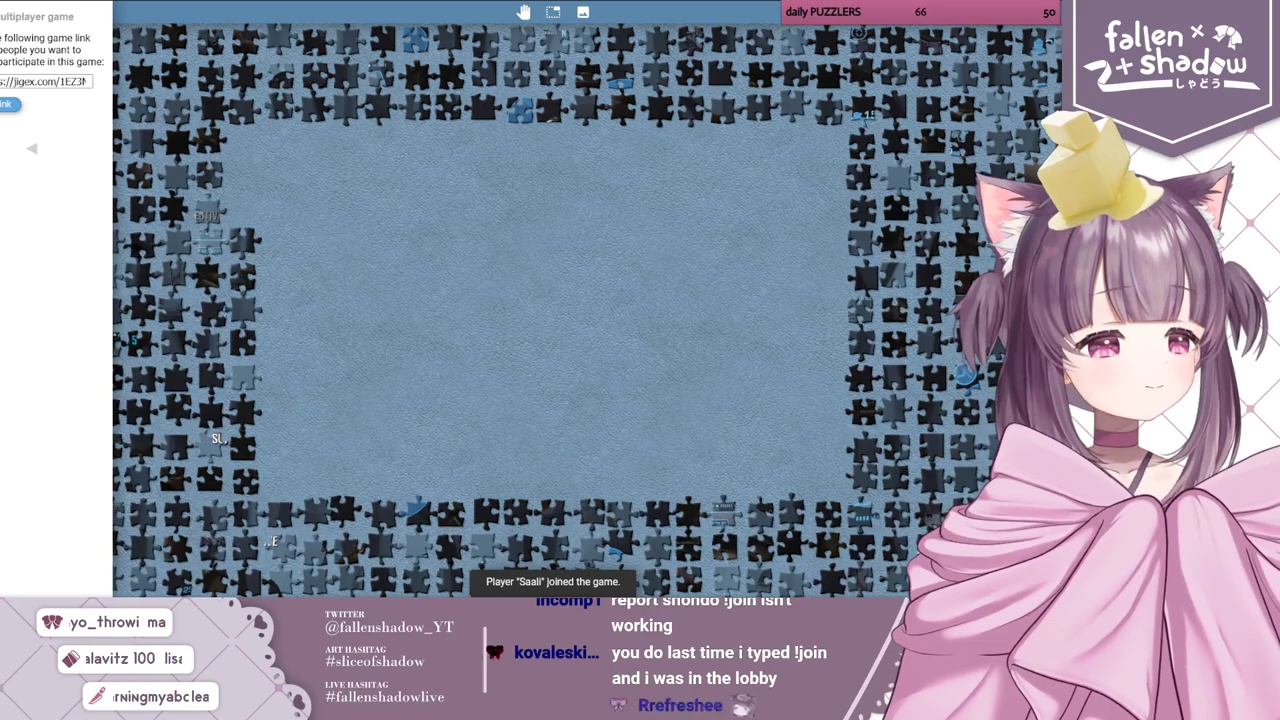 ultiplayer game
e following game link
people you want to
participate in this game:
s://jigex.com/1EZ3
ink
daily PUZZLERS 66 50
fallen
shadow
しゃどう
Player "Saali" joined the game.
yo_throwi ma
alavitz 100 lisa
rningmyabclea
TWITTER
@fallenshadow_YT
ART HASHTAG
#sliceofshadow
LIVE HASHTAG
#fallenshadowlive
report shondo !join isn't
working
kovaleski... you do last time i typed !join
and i was in the lobby
Rrefreshee